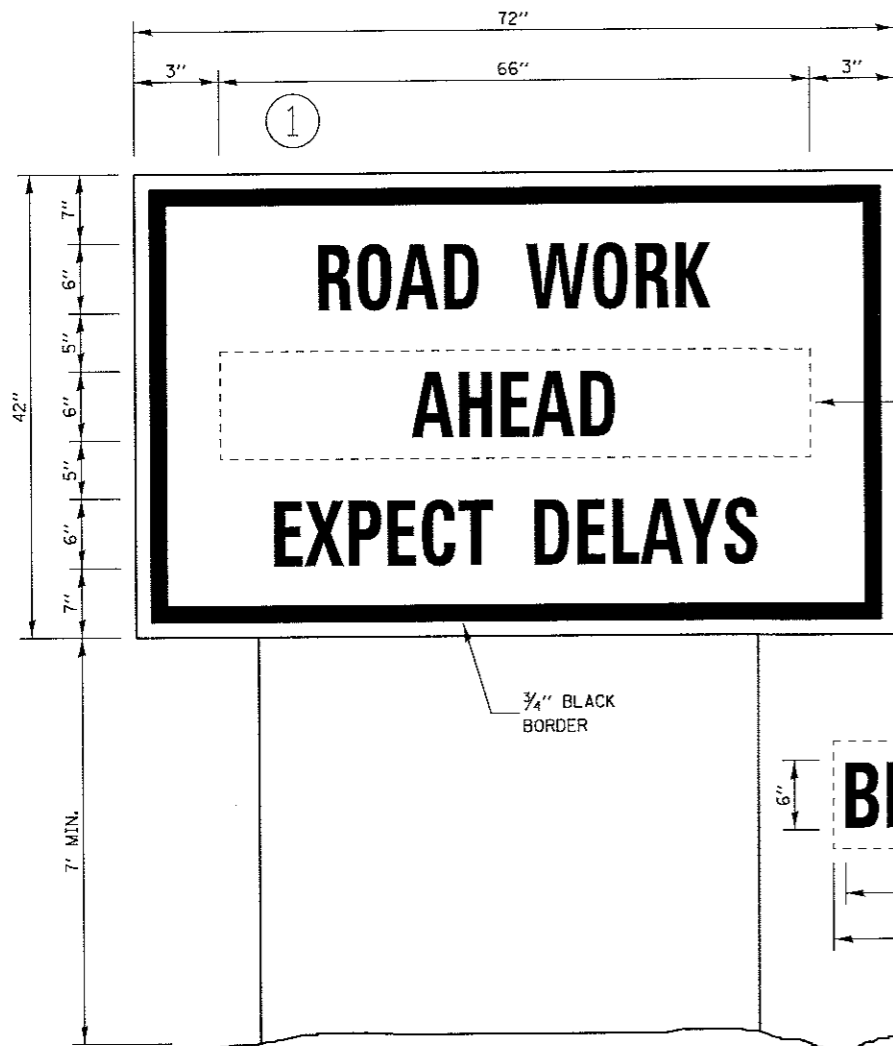 72"
3" 66" 3"
1
7"
6"
5"
6"
5"
6"
7"
42"
ROAD WORK
AHEAD
EXPECT DELAYS
3/4" BLACK
BORDER
7' MIN.
6"